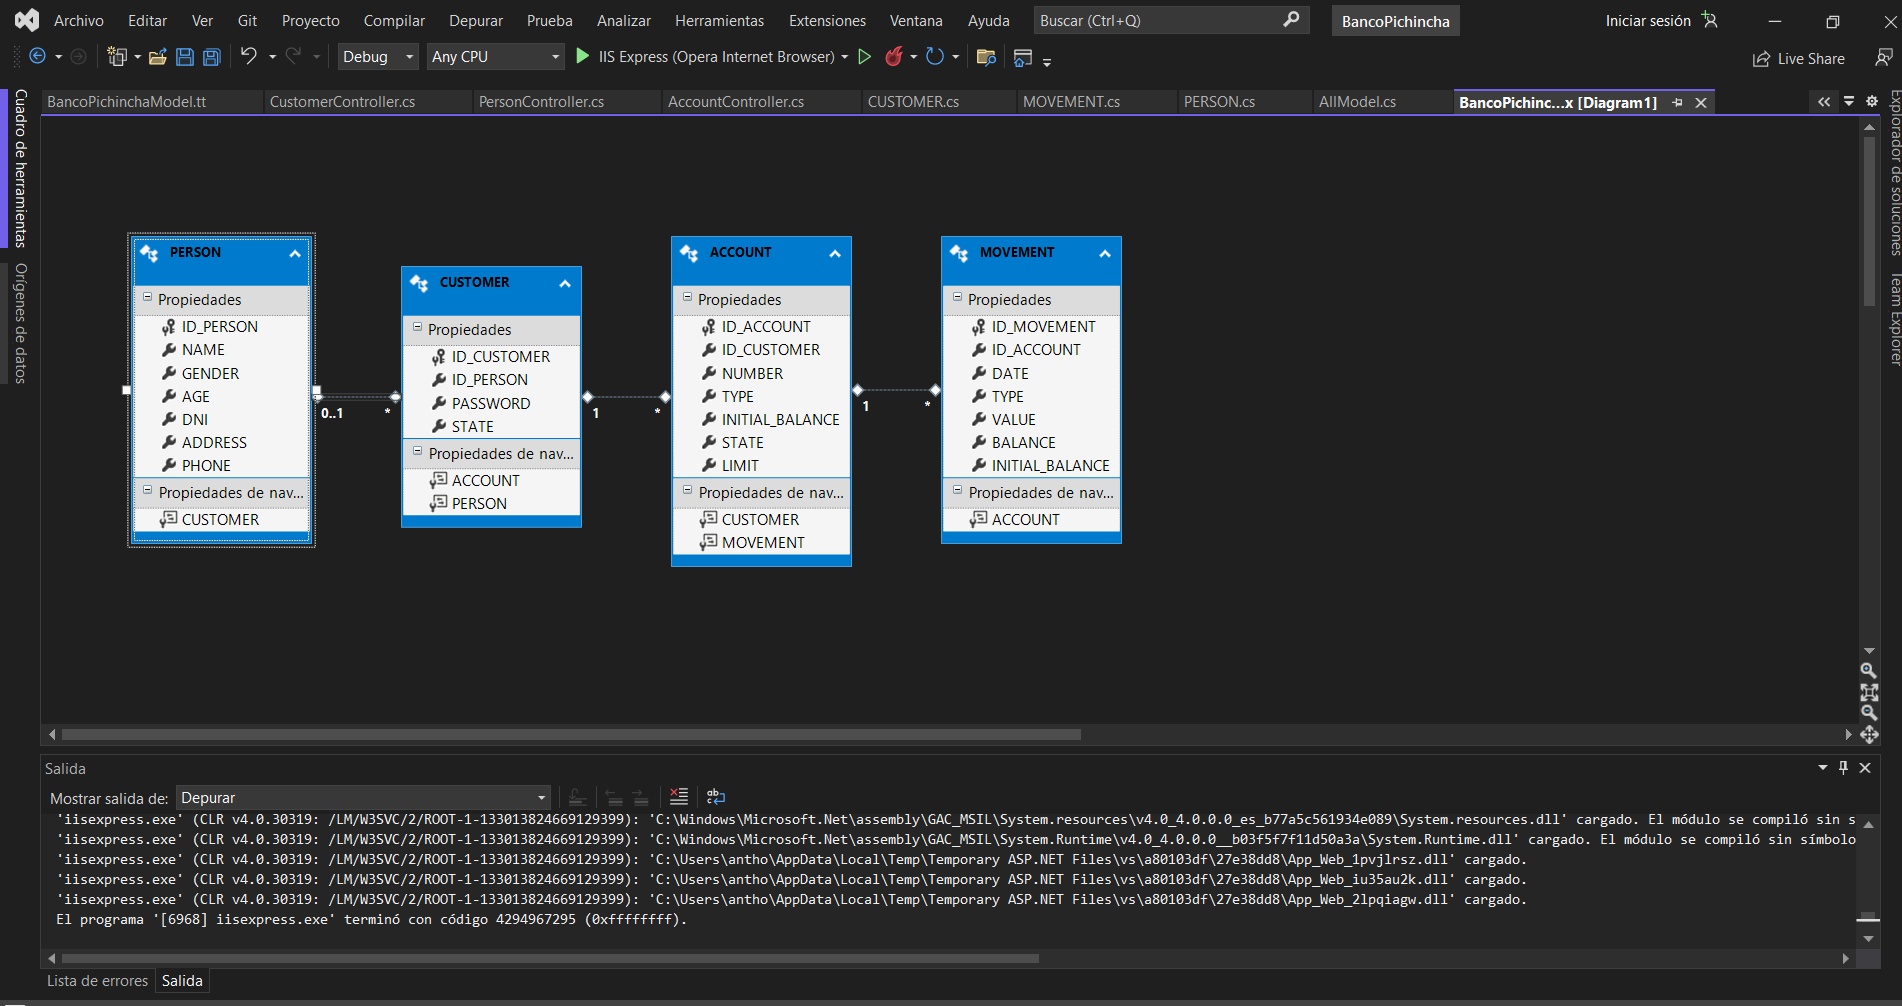 Archivo Editar Ver Git Proyecto Compilar Depurar Prueba Analizar Herramientas Extensiones Ventana Ayuda Buscar (Ctrl+Q) BancoPichincha Iniciar sesión
Debug Any CPU IIS Express (Opera Internet Browser) Live Share
BancoPichinchaModel.tt CustomerController.cs PersonController.cs AccountController.cs CUSTOMER.cs MOVEMENT.cs PERSON.cs AllModel.cs BancoPichinc...x [Diagram1]
Cuadro de herramientas
Orígenes de datos
PERSON
Propiedades
ID_PERSON
NAME
GENDER
AGE
DNI
ADDRESS
PHONE
Propiedades de nav...
CUSTOMER
0..1
*
CUSTOMER
Propiedades
ID_CUSTOMER
ID_PERSON
PASSWORD
STATE
Propiedades de nav...
ACCOUNT
PERSON
1
*
ACCOUNT
Propiedades
ID_ACCOUNT
ID_CUSTOMER
NUMBER
TYPE
INITIAL_BALANCE
STATE
LIMIT
Propiedades de nav...
CUSTOMER
MOVEMENT
1
*
MOVEMENT
Propiedades
ID_MOVEMENT
ID_ACCOUNT
DATE
TYPE
VALUE
BALANCE
INITIAL_BALANCE
Propiedades de nav...
ACCOUNT
Explorador de soluciones
Team Explorer
Salida
Mostrar salida de: Depurar
'iisexpress.exe' (CLR v4.0.30319: /LM/W3SVC/2/ROOT-1-133013824669129399): 'C:\Windows\Microsoft.Net\assembly\GAC_MSIL\System.resources\v4.0_4.0.0.0_es_b77a5c561934e089\System.resources.dll' cargado. El módulo se compiló sin s
'iisexpress.exe' (CLR v4.0.30319: /LM/W3SVC/2/ROOT-1-133013824669129399): 'C:\Windows\Microsoft.Net\assembly\GAC_MSIL\System.Runtime\v4.0_4.0.0.0__b03f5f7f11d50a3a\System.Runtime.dll' cargado. El módulo se compiló sin símbolo
'iisexpress.exe' (CLR v4.0.30319: /LM/W3SVC/2/ROOT-1-133013824669129399): 'C:\Users\antho\AppData\Local\Temp\Temporary ASP.NET Files\vs\a80103df\27e38dd8\App_Web_1pvjlrsz.dll' cargado.
'iisexpress.exe' (CLR v4.0.30319: /LM/W3SVC/2/ROOT-1-133013824669129399): 'C:\Users\antho\AppData\Local\Temp\Temporary ASP.NET Files\vs\a80103df\27e38dd8\App_Web_iu35au2k.dll' cargado.
'iisexpress.exe' (CLR v4.0.30319: /LM/W3SVC/2/ROOT-1-133013824669129399): 'C:\Users\antho\AppData\Local\Temp\Temporary ASP.NET Files\vs\a80103df\27e38dd8\App_Web_2lpqiagw.dll' cargado.
El programa '[6968] iisexpress.exe' terminó con código 4294967295 (0xffffffff).
Lista de errores Salida